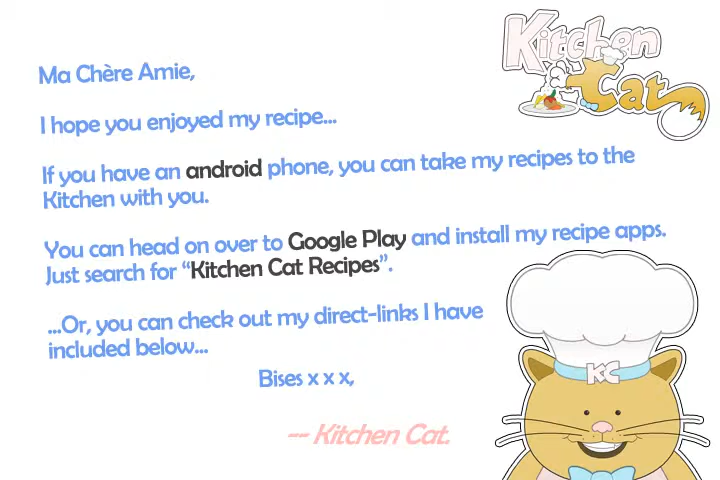 Kitchen
Cat
Ma Chère Amie,
I hope you enjoyed my recipe...
If you have an android phone, you can take my recipes to the
Kitchen with you.
You can head on over to Google Play and install my recipe apps.
Just search for “Kitchen Cat Recipes”.
...Or, you can check out my direct-links I have
included below...
Bises x x x,
-- Kitchen Cat.
KC